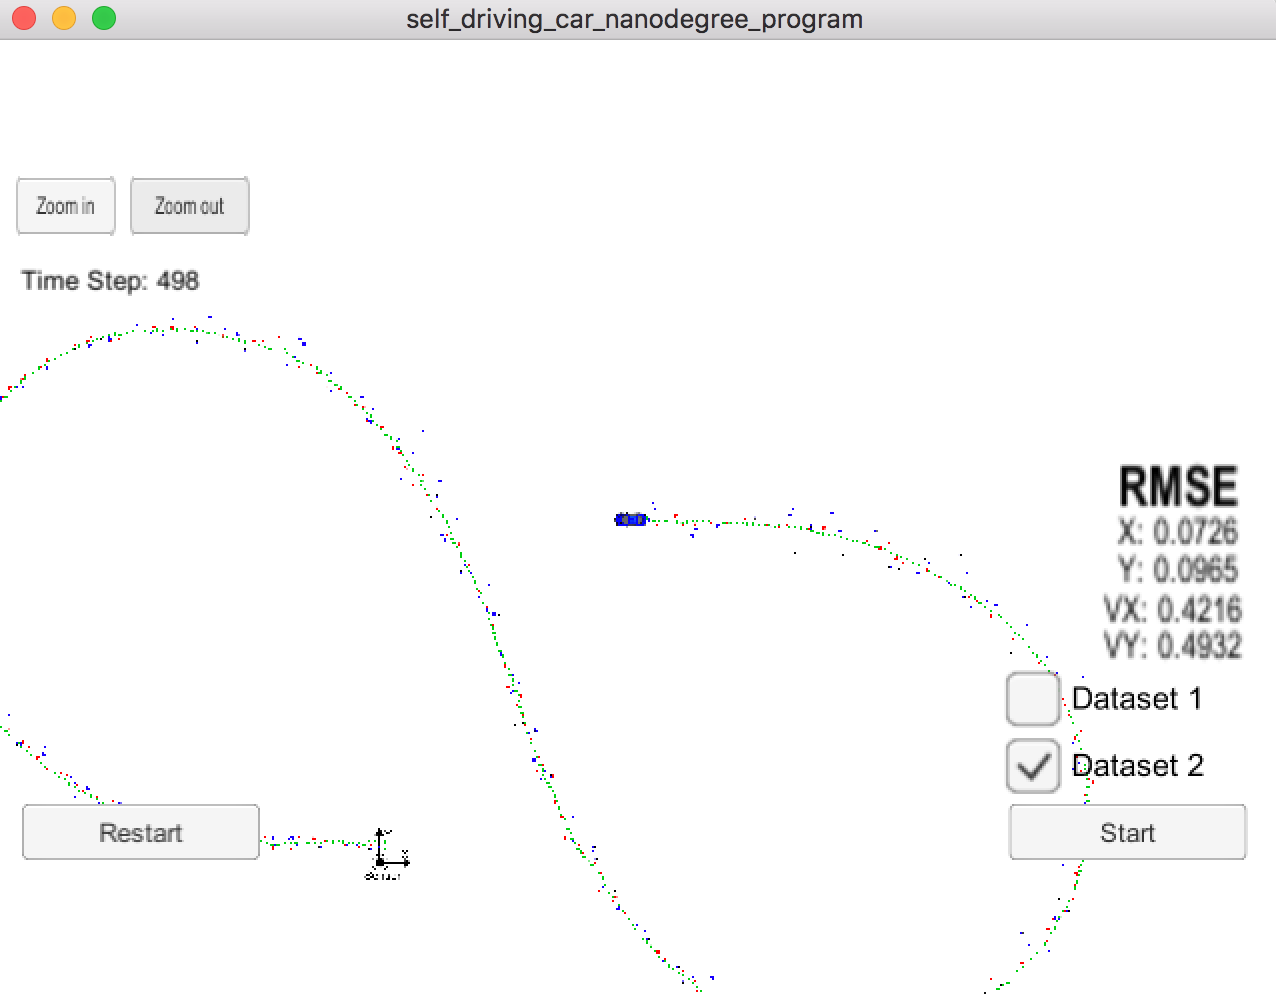 self_driving_car_nanodegree_program
Zoom in
Zoom out
Time Step: 498
RMSE
X: 0.0726
Y: 0.0965
VX: 0.4216
VY: 0.4932
Dataset 1
Dataset 2
Restart
Start